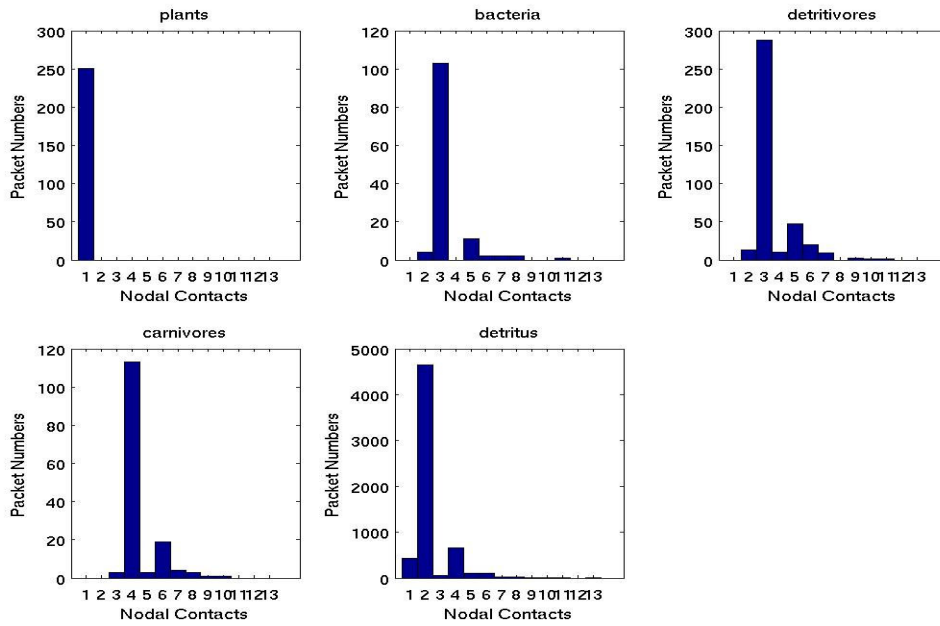 plants
300
250
200
150
100
50
0
Packet Numbers
1 2 3 4 5 6 7 8 9 10 11 12 13
Nodal Contacts
bacteria
120
100
80
60
40
20
0
Packet Numbers
1 2 3 4 5 6 7 8 9 10 11 12 13
Nodal Contacts
detritivores
300
250
200
150
100
50
0
Packet Numbers
1 2 3 4 5 6 7 8 9 10 11 12 13
Nodal Contacts
carnivores
120
100
80
60
40
20
0
Packet Numbers
1 2 3 4 5 6 7 8 9 10 11 12 13
Nodal Contacts
detritus
5000
4000
3000
2000
1000
0
Packet Numbers
1 2 3 4 5 6 7 8 9 10 11 12 13
Nodal Contacts